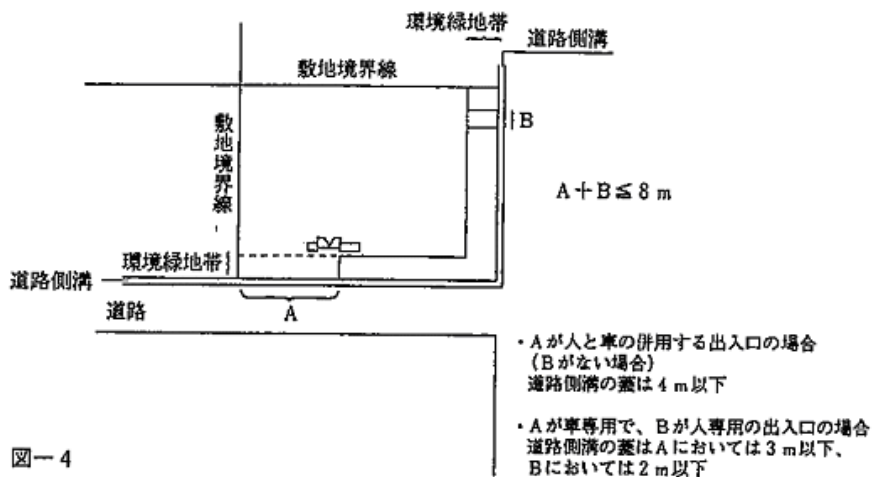 環境緑地帯
道路側溝
敷地境界線
敷地境界線
B
A+B≦8m
環境緑地帯
道路側溝
A
道路
・Aが人と車の併用する出入口の場合
(Bがない場合)
道路側溝の蓋は4m以下
・Aが車専用で、Bが人専用の出入口の場合
道路側溝の蓋はAにおいては3m以下、
Bにおいては2m以下
図―4